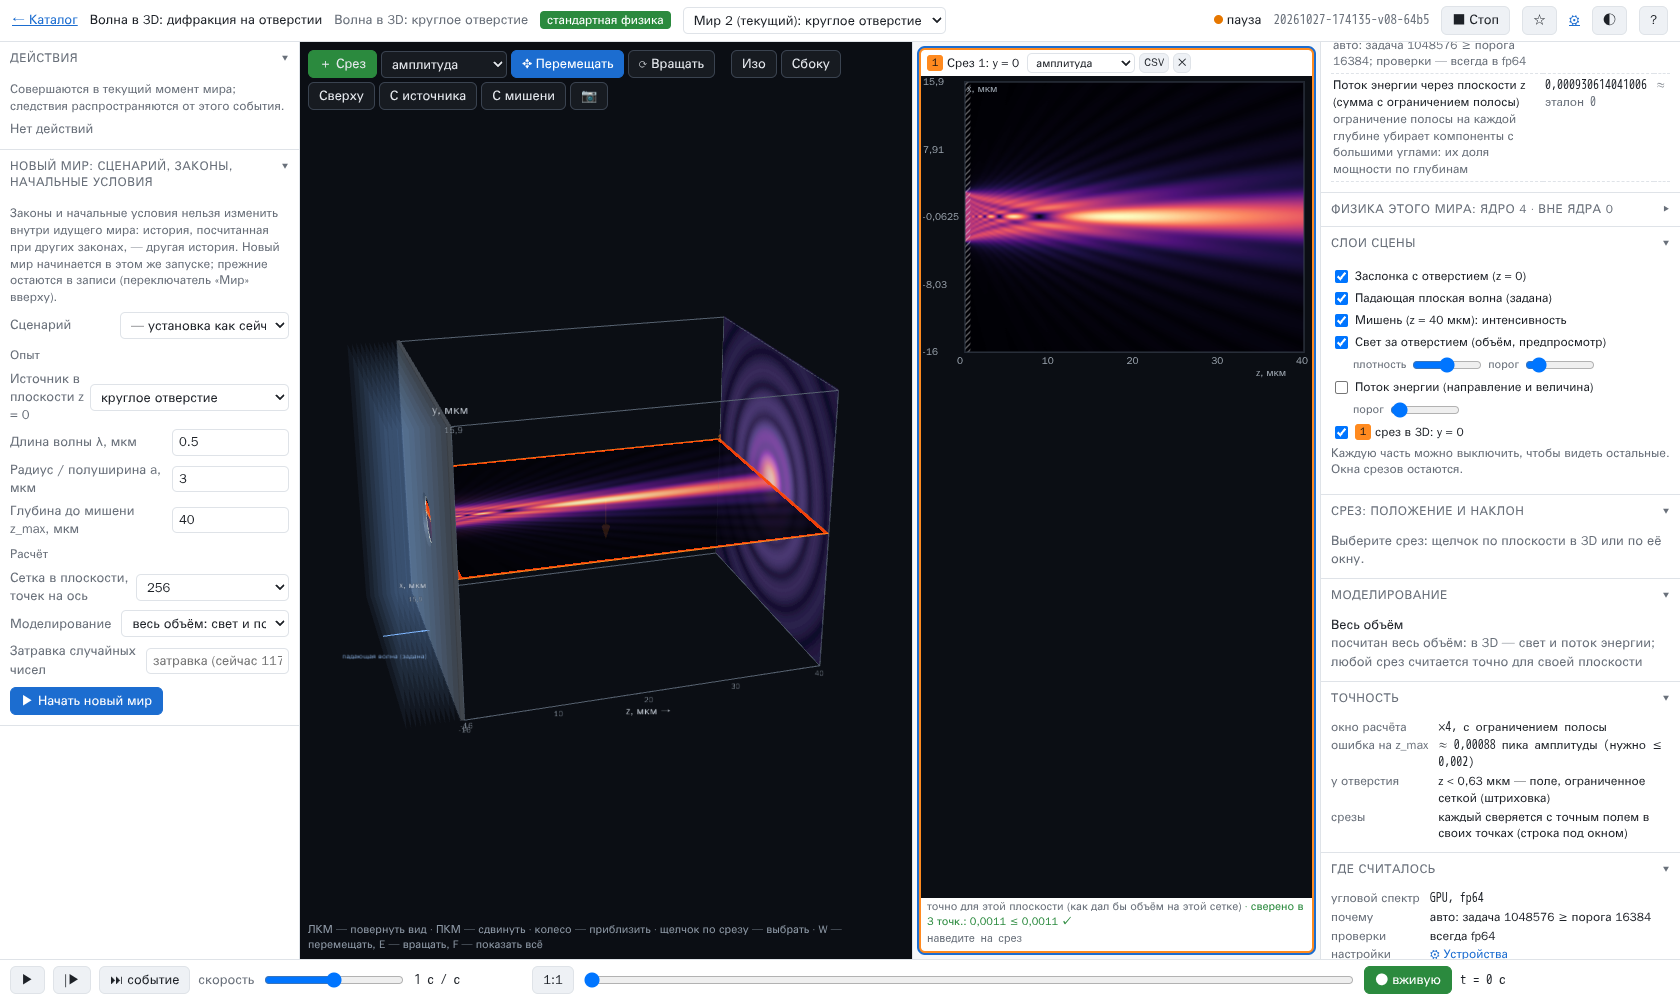 ← Каталог Волна в 3D: дифракция на отверстии Волна в 3D: круглое отверстие стандартная физика Мир 2 (текущий): круглое отверстие пауза 20261027-174135-v08-64b5 Стоп ?
ДЕЙСТВИЯ
Совершаются в текущий момент мира;
следствия распространяются от этого события.
Нет действий
НОВЫЙ МИР: СЦЕНАРИЙ, ЗАКОНЫ,
НАЧАЛЬНЫЕ УСЛОВИЯ
Законы и начальные условия нельзя изменить
внутри идущего мира: история, посчитанная
при других законах, — другая история. Новый
мир начинается в этом же запуске; прежние
остаются в записи (переключатель «Мир»
вверху).
Сценарий — установка как сейч
Опыт
Источник в
плоскости z
= 0
круглое отверстие
Длина волны λ, мкм 0.5
Радиус / полуширина a,
мкм
3
Глубина до мишени
z_max, мкм
40
Расчёт
Сетка в плоскости,
точек на ось
256
Моделирование весь объём: свет и по
Затравка случайных
чисел
затравка (сейчас 117
▶ Начать новый мир
+ Срез амплитуда Перемещать Вращать Изо Сбоку
Сверху С источника С мишени
y, мкм
15,9
x, мкм
падающая волна (задана)
10
20
30
40
z, мкм →
ЛКМ — повернуть вид · ПКМ — сдвинуть · колесо — приблизить · щелчок по срезу — выбрать · W —
перемещать, E — вращать, F — показать всё
1 Срез 1: y = 0 амплитуда CSV ✕
15,9
x, мкм
7,91
-0,0625
-8,03
-16
0 10 20 30 40
z, мкм
точно для этой плоскости (как дал бы объём на этой сетке) · сверено в
3 точк.: 0,0011 ≤ 0,0011 ✓
наведите на срез
авто: задача 1048576 ≥ порога
16384; проверки — всегда в fp64
Поток энергии через плоскости z
(сумма с ограничением полосы)
ограничение полосы на каждой
глубине убирает компоненты с
большими углами: их доля
мощности по глубинам
0,000930614041006 ≈
эталон 0
ФИЗИКА ЭТОГО МИРА: ЯДРО 4 · ВНЕ ЯДРА 0
СЛОИ СЦЕНЫ
Заслонка с отверстием (z = 0)
Падающая плоская волна (задана)
Мишень (z = 40 мкм): интенсивность
Свет за отверстием (объём, предпросмотр)
плотность порог
Поток энергии (направление и величина)
порог
1 срез в 3D: y = 0
Каждую часть можно выключить, чтобы видеть остальные.
Окна срезов остаются.
СРЕЗ: ПОЛОЖЕНИЕ И НАКЛОН
Выберите срез: щелчок по плоскости в 3D или по её
окну.
МОДЕЛИРОВАНИЕ
Весь объём
посчитан весь объём: в 3D — свет и поток энергии;
любой срез считается точно для своей плоскости
ТОЧНОСТЬ
окно расчёта ×4, с ограничением полосы
ошибка на z_max ≈ 0,00088 пика амплитуды (нужно ≤
0,002)
у отверстия z < 0,63 мкм — поле, ограниченное
сеткой (штриховка)
срезы каждый сверяется с точным полем в
своих точках (строка под окном)
ГДЕ СЧИТАЛОСЬ
угловой спектр GPU, fp64
почему авто: задача 1048576 ≥ порога 16384
проверки всегда fp64
настройки Устройства
событие скорость 1 с / с 1:1 вживую t = 0 с